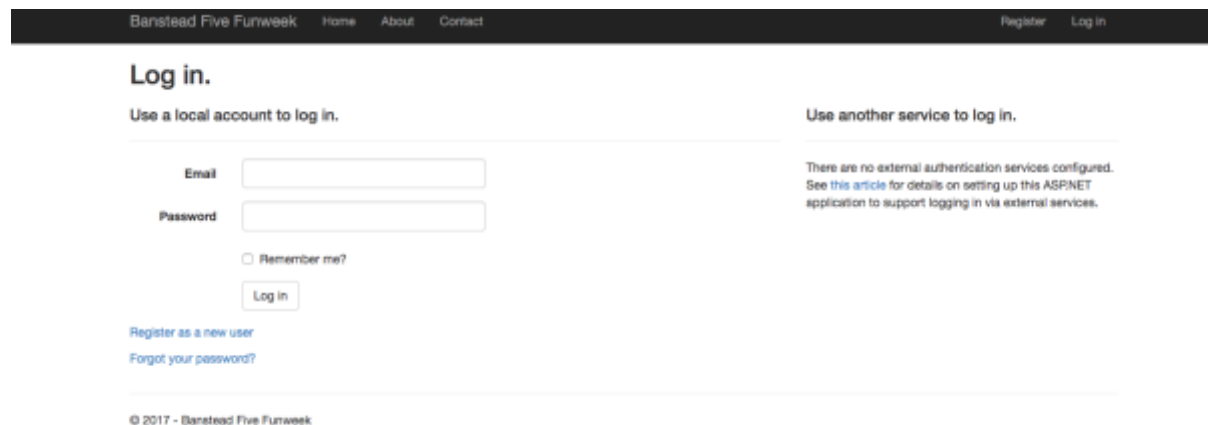 Banstead Five Funweek Home About Contact Register Log in
Log in.
Use a local account to log in.
Email
Password
Remember me?
Log in
Register as a new user
Forgot your password?
Use another service to log in.
There are no external authentication services configured.
See this article for details on setting up this ASP.NET
application to support logging in via external services.
© 2017 - Banstead Five Funweek